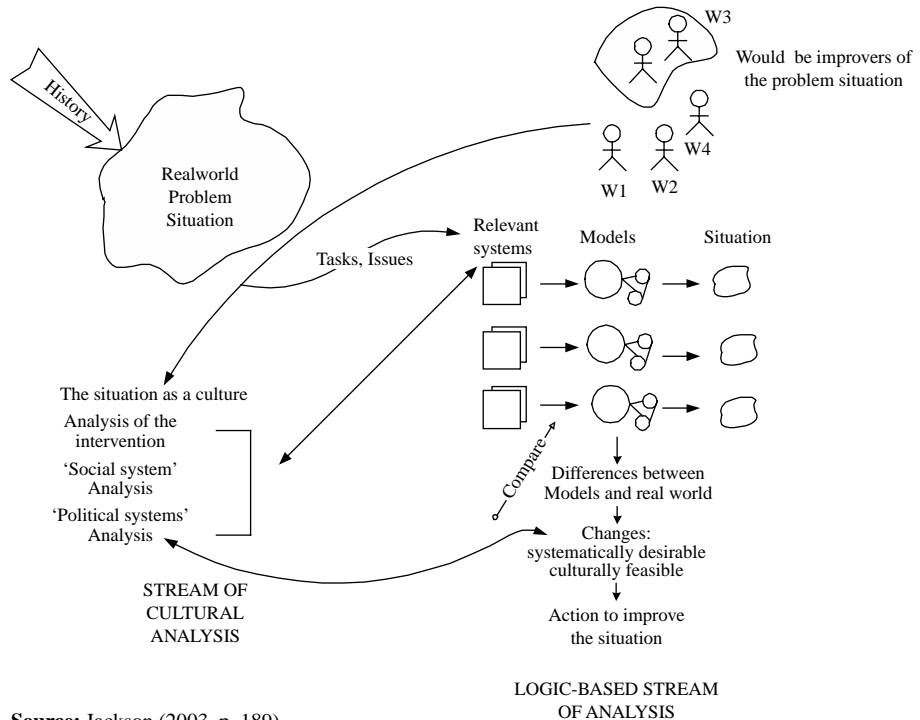 W3
Would be improvers of
the problem situation
History
W4
W1
W2
Realworld
Problem
Situation
Relevant
systems
Models
Situation
Tasks, Issues
The situation as a culture
Analysis of the
intervention
‘Social system’
Analysis
‘Political systems’
Analysis
Compare
Differences between
Models and real world
Changes:
systematically desirable
culturally feasible
Action to improve
the situation
STREAM OF
CULTURAL
ANALYSIS
LOGIC-BASED STREAM
OF ANALYSIS
Source: Jackson (2003, p. 189)